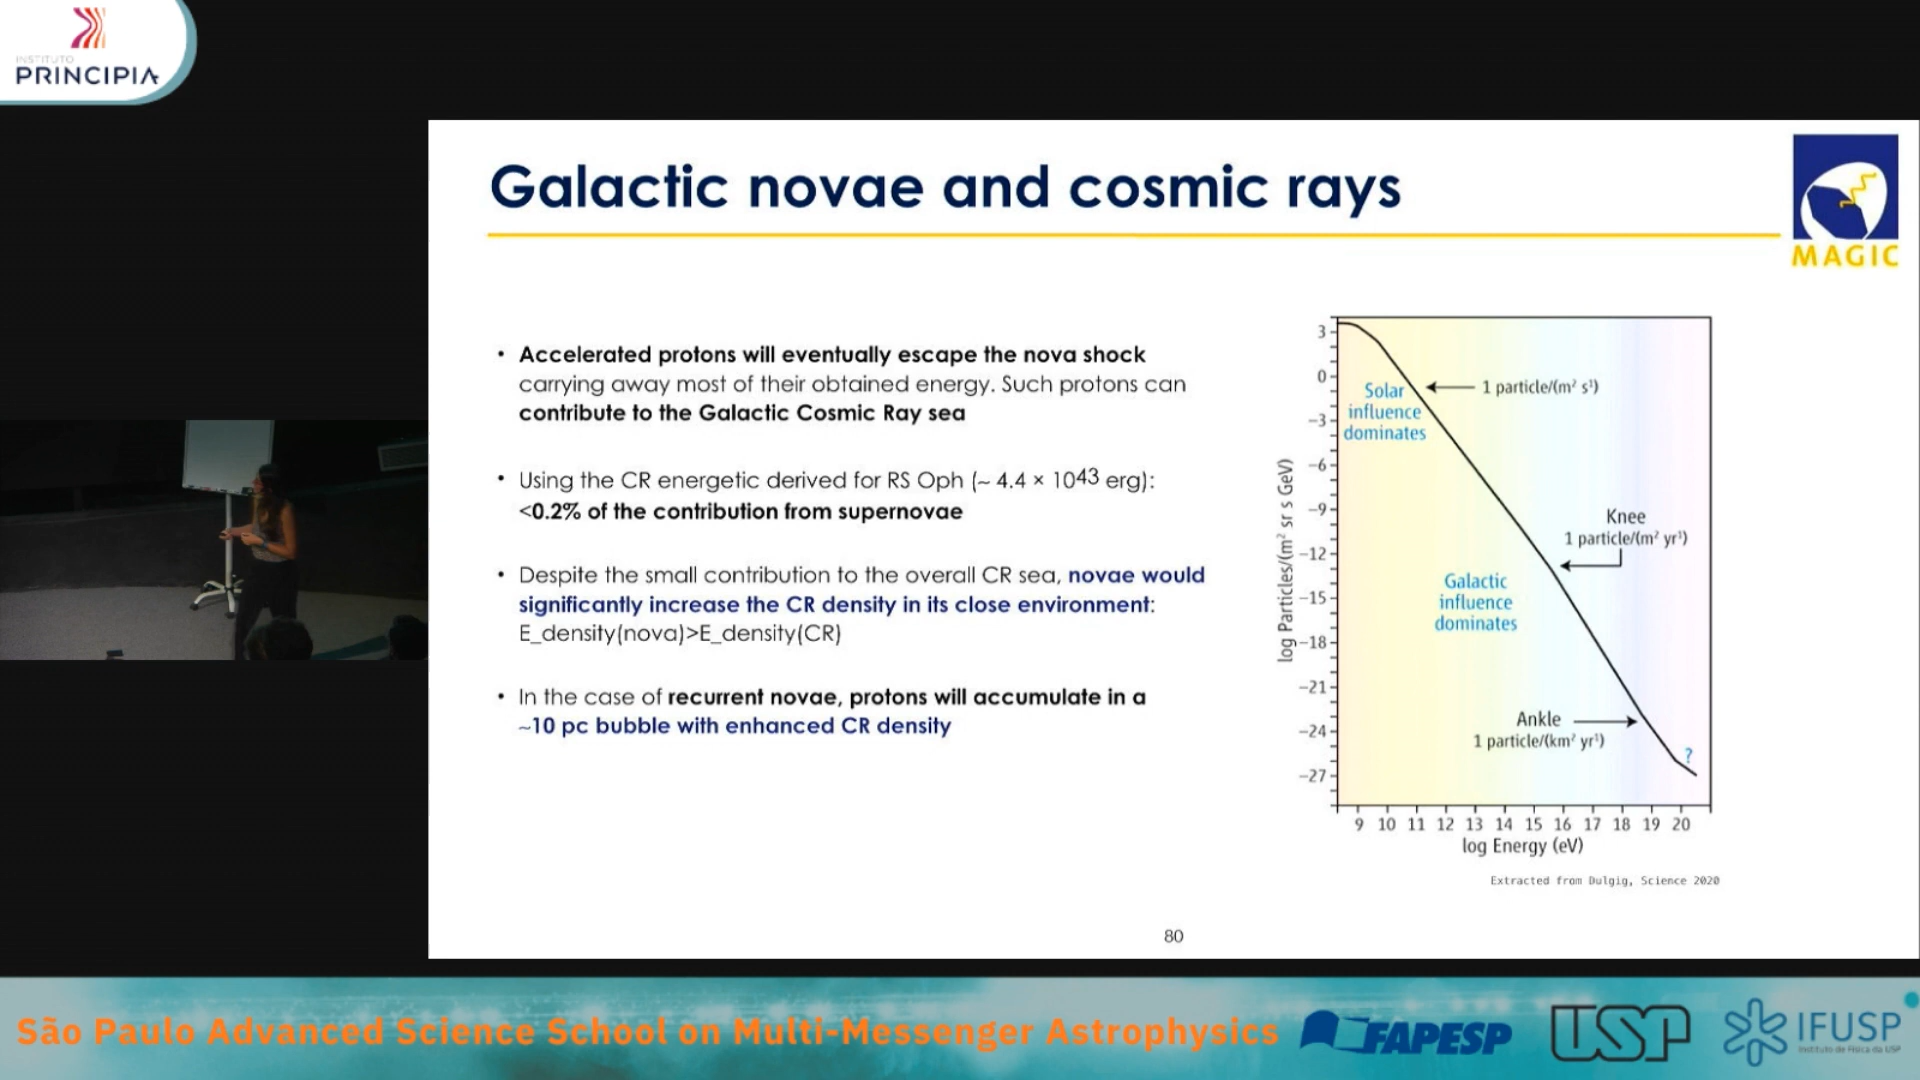 INSTITUTO
PRINCIPIA
Galactic novae and cosmic rays
MAGIC
• Accelerated protons will eventually escape the nova shock
carrying away most of their obtained energy. Such protons can
contribute to the Galactic Cosmic Ray sea
• Using the CR energetic derived for RS Oph (~ 4.4 × 10⁴³ erg):
<0.2% of the contribution from supernovae
• Despite the small contribution to the overall CR sea, novae would
significantly increase the CR density in its close environment:
E_density(nova)>E_density(CR)
• In the case of recurrent novae, protons will accumulate in a
~10 pc bubble with enhanced CR density
log Particles/(m² sr s GeV)
3
0
−3
−6
−9
−12
−15
−18
−21
−24
−27
Solar
influence
dominates
1 particle/(m² s¹)
Knee
1 particle/(m² yr¹)
Galactic
influence
dominates
Ankle
1 particle/(km² yr¹)
?
9 10 11 12 13 14 15 16 17 18 19 20
log Energy (eV)
Extracted from Dulgig, Science 2020
80
São Paulo Advanced Science School on Multi-Messenger Astrophysics
FAPESP
USP
IFUSP
Instituto de Física da USP